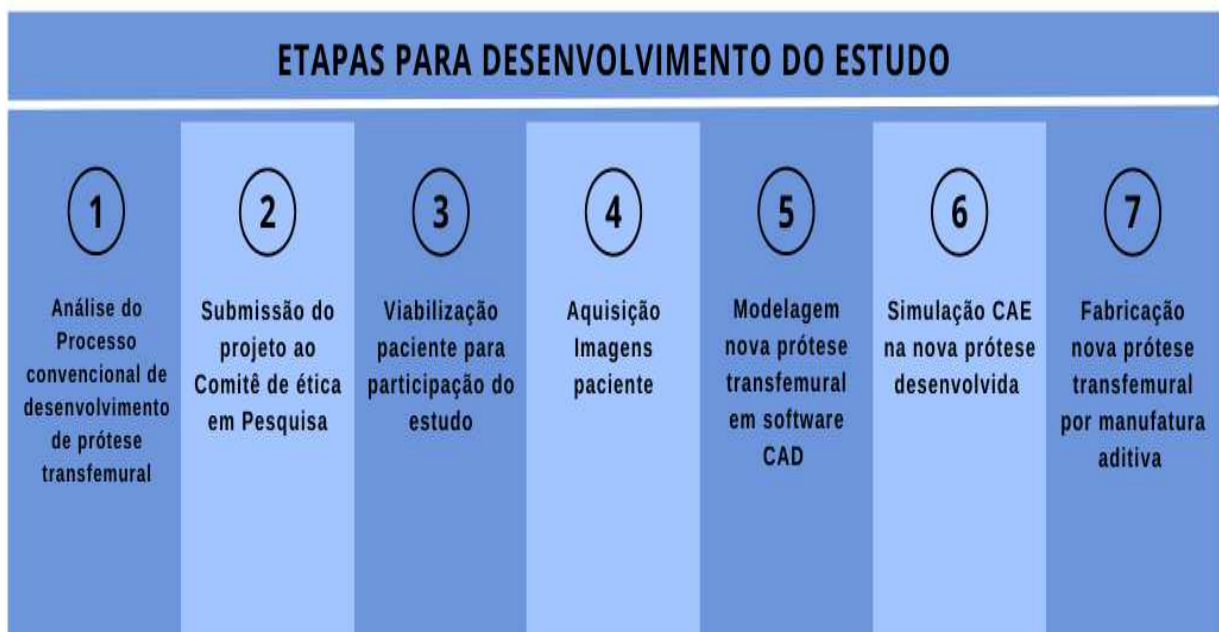 ETAPAS PARA DESENVOLVIMENTO DO ESTUDO
1
Análise do
Processo
convencional de
desenvolvimento
de prótese
transfemural
2
Submissão do
projeto ao
Comitê de ética
em Pesquisa
3
Viabilização
paciente para
participação do
estudo
4
Aquisição
Imagens
paciente
5
Modelagem
nova prótese
transfemural
em software
CAD
6
Simulação CAE
na nova prótese
desenvolvida
7
Fabricação
nova prótese
transfemural
por manufatura
aditiva